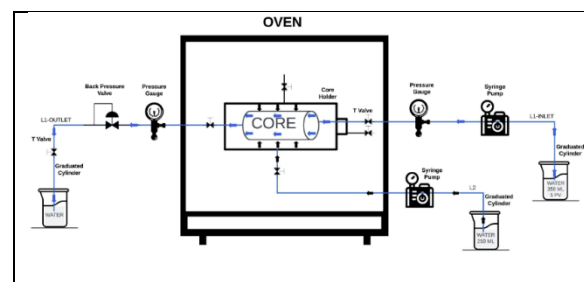 OVEN
Back Pressure
Valve
Pressure
Gauge
Core
Holder
Pressure
Gauge
Syringe
Pump
L1-OUTLET
T Valve
CORE
T Valve
L1-INLET
Graduated
Cylinder
Syringe
Pump
L2
Graduated
Cylinder
Graduated
Cylinder
WATER
WATER
350 ML
5 PV
WATER
250 ML